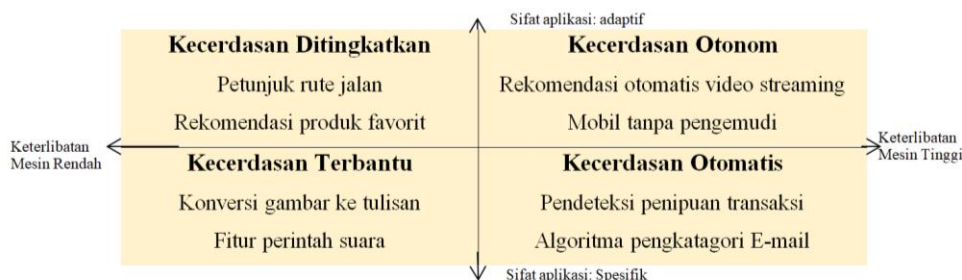 Sifat aplikasi: adaptif
Kecerdasan Ditingkatkan
Petunjuk rute jalan
Rekomendasi produk favorit
Kecerdasan Otonom
Rekomendasi otomatis video streaming
Mobil tanpa pengemudi
Keterlibatan
Mesin Rendah
Keterlibatan
Mesin Tinggi
Kecerdasan Terbantu
Konversi gambar ke tulisan
Fitur perintah suara
Kecerdasan Otomatis
Pendeteksi penipuan transaksi
Algoritma pengkatagori E-mail
Sifat aplikasi: Spesifik